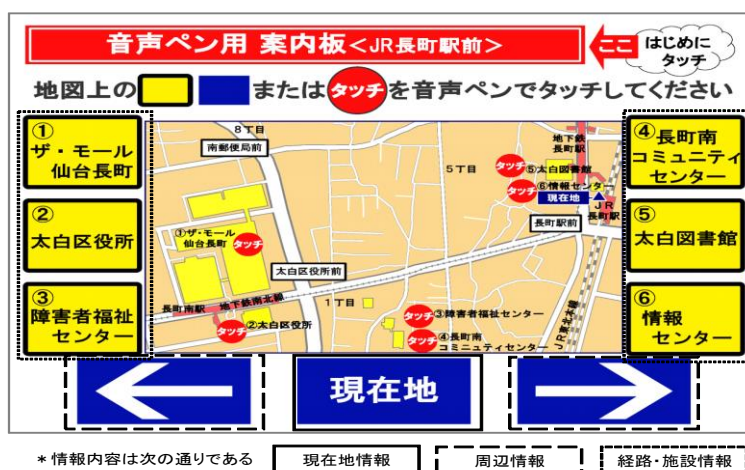 音声ペン用 案内板<JR長町駅前>
ここ
はじめに
タッチ
地図上の または タッチ を音声ペンでタッチしてください
①
ザ・モール
仙台長町
②
太白区役所
③
障害者福祉
センター
8丁目
南郵便局前
5丁目
地下鉄
長町駅
タッチ ⑤太白図書館
タッチ ⑥情報センター
現在地
JR
長町駅
長町駅前
①ザ・モール
仙台長町 タッチ
太白区役所前
長町南駅
地下鉄南北線
1丁目
タッチ ②太白区役所
タッチ ③障害者福祉センター
タッチ ④長町南
コミュニティセンター
JR東北本線
④
長町南
コミュニティ
センター
⑤
太白図書館
⑥
情報
センター
現在地
*情報内容は次の通りである
現在地情報
周辺情報
経路・施設情報